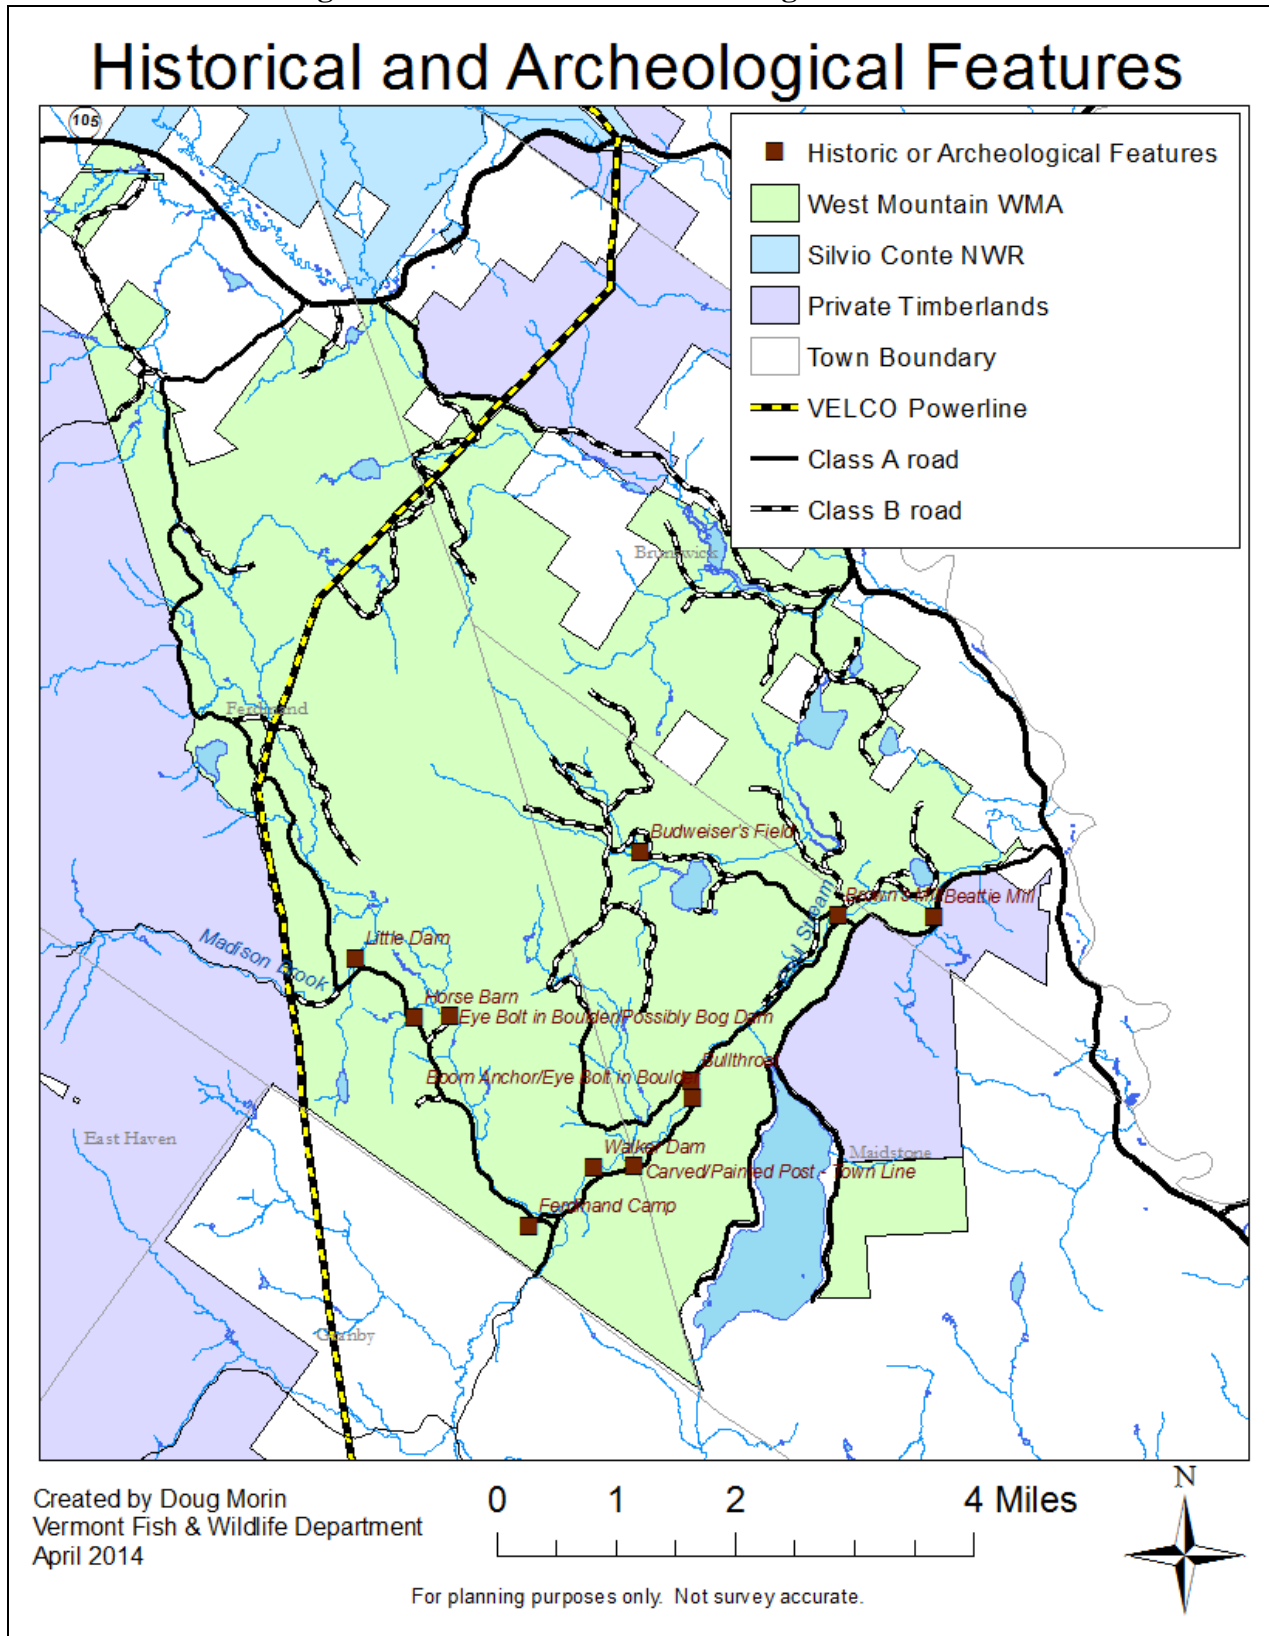 Historical and Archeological Features
105
Historic or Archeological Features
West Mountain WMA
Silvio Conte NWR
Private Timberlands
Town Boundary
VELCO Powerline
Class A road
Class B road
Brunswick
Ferdinand
Budweiser's Field
Brown's Mill
Beattie Mill
Stream
Little Dam
Madison Brook
Horse Barn
Eye Bolt in Boulder/Possibly Bog Dam
Bullthroat
Boom Anchor/Eye Bolt in Boulder
East Haven
Walker Dam
Maidstone
Carved/Painted Post - Town Line
Ferdinand Camp
Granby
N
Created by Doug Morin
Vermont Fish & Wildlife Department
April 2014
0 1 2 4 Miles
For planning purposes only. Not survey accurate.